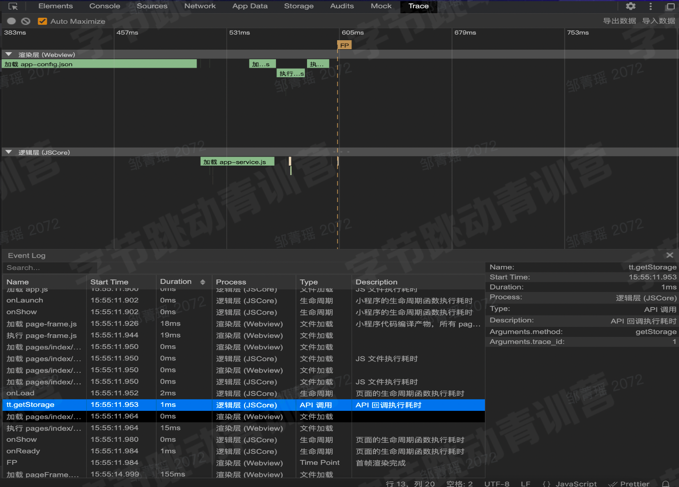 Elements Console Sources Network App Data Storage Audits Mock Trace
Auto Maximize 导出数据 导入数据
383ms 457ms 531ms 605ms 679ms 753ms
FP
渲染层 (Webview)
加载 app-config.json 加...s 执...
执行...s
逻辑层 (JSCore)
加载 app-service.js
Event Log
Search...
Name Start Time Duration Process Type Description
加载 app.js 15:55:11.900 0ms 逻辑层 (JSCore) 文件加载 JS 文件执行耗时
onLaunch 15:55:11.902 0ms 逻辑层 (JSCore) 生命周期 小程序的生命周期函数执行耗时
onShow 15:55:11.902 0ms 逻辑层 (JSCore) 生命周期 小程序的生命周期函数执行耗时
加载 page-frame.js 15:55:11.926 18ms 渲染层 (Webview) 文件加载 小程序代码编译产物，所有 pag...
执行 page-frame.js 15:55:11.944 19ms 渲染层 (Webview) 文件加载
加载 pages/index/... 15:55:11.950 0ms 渲染层 (Webview) 文件加载
加载 pages/index/... 15:55:11.950 0ms 逻辑层 (JSCore) 文件加载 JS 文件执行耗时
加载 pages/index/... 15:55:11.950 0ms 渲染层 (Webview) 文件加载
加载 pages/index/... 15:55:11.950 0ms 逻辑层 (JSCore) 文件加载 JS 文件执行耗时
onLoad 15:55:11.952 2ms 逻辑层 (JSCore) 生命周期 页面的生命周期函数执行耗时
tt.getStorage 15:55:11.953 1ms 逻辑层 (JSCore) API 调用 API 回调执行耗时
加载 pages/index/... 15:55:11.964 0ms 渲染层 (Webview) 文件加载
执行 pages/index/... 15:55:11.964 15ms 渲染层 (Webview) 文件加载
onShow 15:55:11.980 0ms 逻辑层 (JSCore) 生命周期 页面的生命周期函数执行耗时
onReady 15:55:11.984 1ms 逻辑层 (JSCore) 生命周期 页面的生命周期函数执行耗时
FP 15:55:11.984 渲染层 (Webview) Time Point 首帧渲染完成
加载 pageFrame.... 15:55:14.999 155ms 渲染层 (Webview) 文件加载
Name: tt.getStorage
Start Time: 15:55:11.953
Duration: 1ms
Process: 逻辑层 (JSCore)
Type: API 调用
Description: API 回调执行耗时
Arguments.method: getStorage
Arguments.trace_id: 1
行 13，列 20 空格: 2 UTF-8 LF {} JavaScript Prettier
字节跳动青训营
邹青瑶 2072